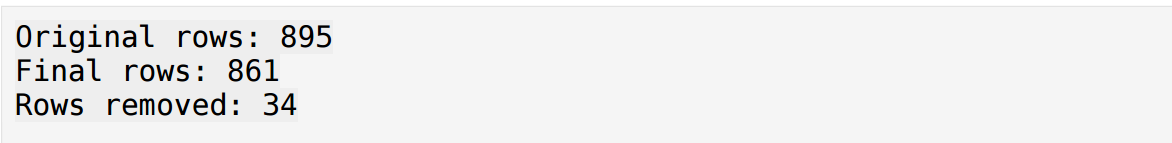 Original rows: 895
Final rows: 861
Rows removed: 34